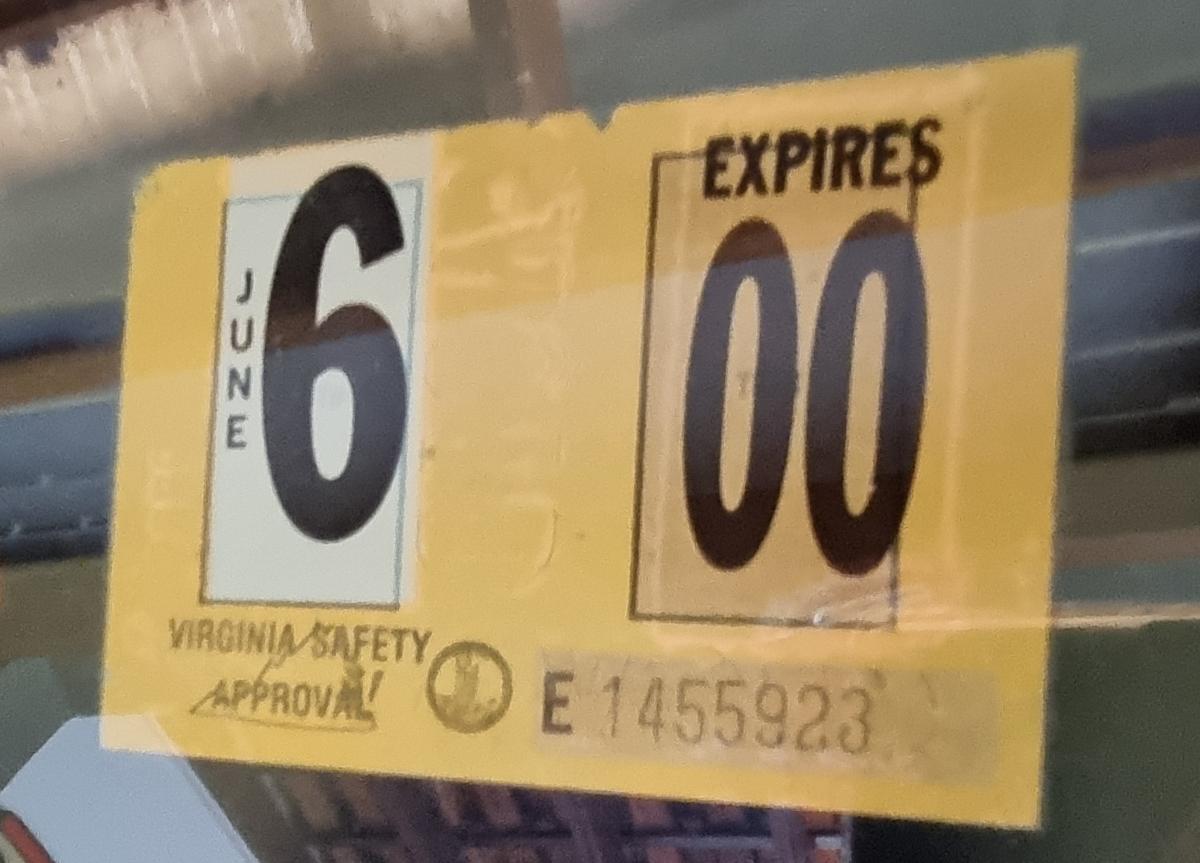 EXPIRES
JUNE
6
00
VIRGINIA SAFETY
APPROVAL
E 1455923